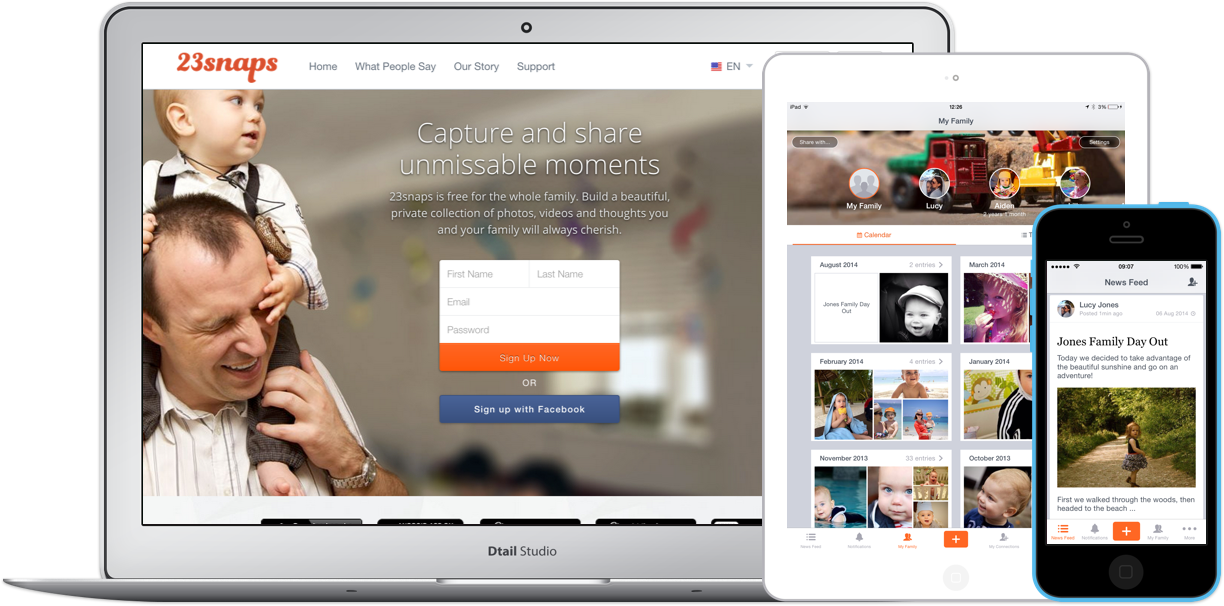 23snaps
Home What People Say Our Story Support EN
Capture and share
unmissable moments
23snaps is free for the whole family. Build a beautiful,
private collection of photos, videos and thoughts you
and your family will always cherish.
First Name Last Name
Email
Password
Sign Up Now
OR
Sign up with Facebook
Dtail Studio
iPad 12:26 3%
My Family
Share with... Settings
My Family Lucy Aiden
2 years 1 month
Calendar
August 2014 2 entries
Jones Family Day
Out
March 2014
February 2014 4 entries
January 2014
November 2013 33 entries
October 2013
News Feed Notifications My Family My Connections
09:07 100%
News Feed
Lucy Jones
Posted 1min ago 06 Aug 2014
Jones Family Day Out
Today we decided to take advantage of
the beautiful sunshine and go on an
adventure!
First we walked through the woods, then
headed to the beach ...
News Feed Notifications My Family More